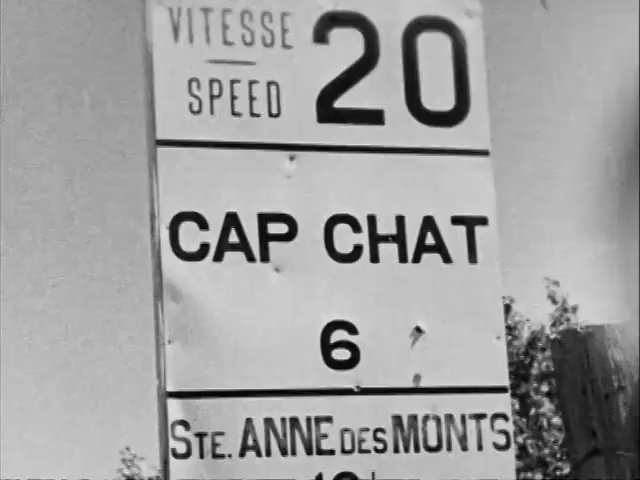 VITESSE 20
SPEED
CAP CHAT
6
STE. ANNE DES MONTS